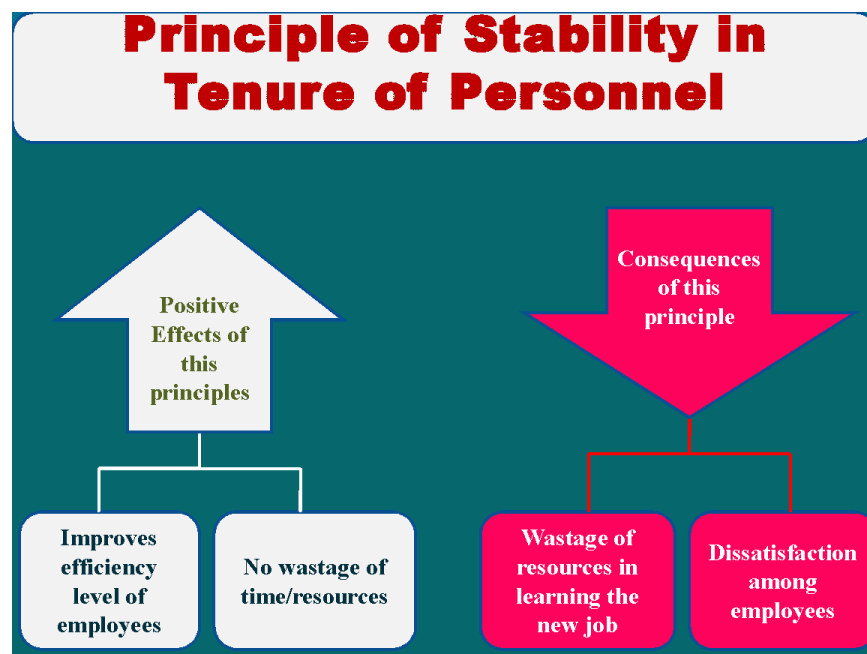 Principle of Stability in
Tenure of Personnel
Positive
Effects of
this
principles
Consequences
of this
principle
Improves
efficiency
level of
employees
No wastage of
time/resources
Wastage of
resources in
learning the
new job
Dissatisfaction
among
employees